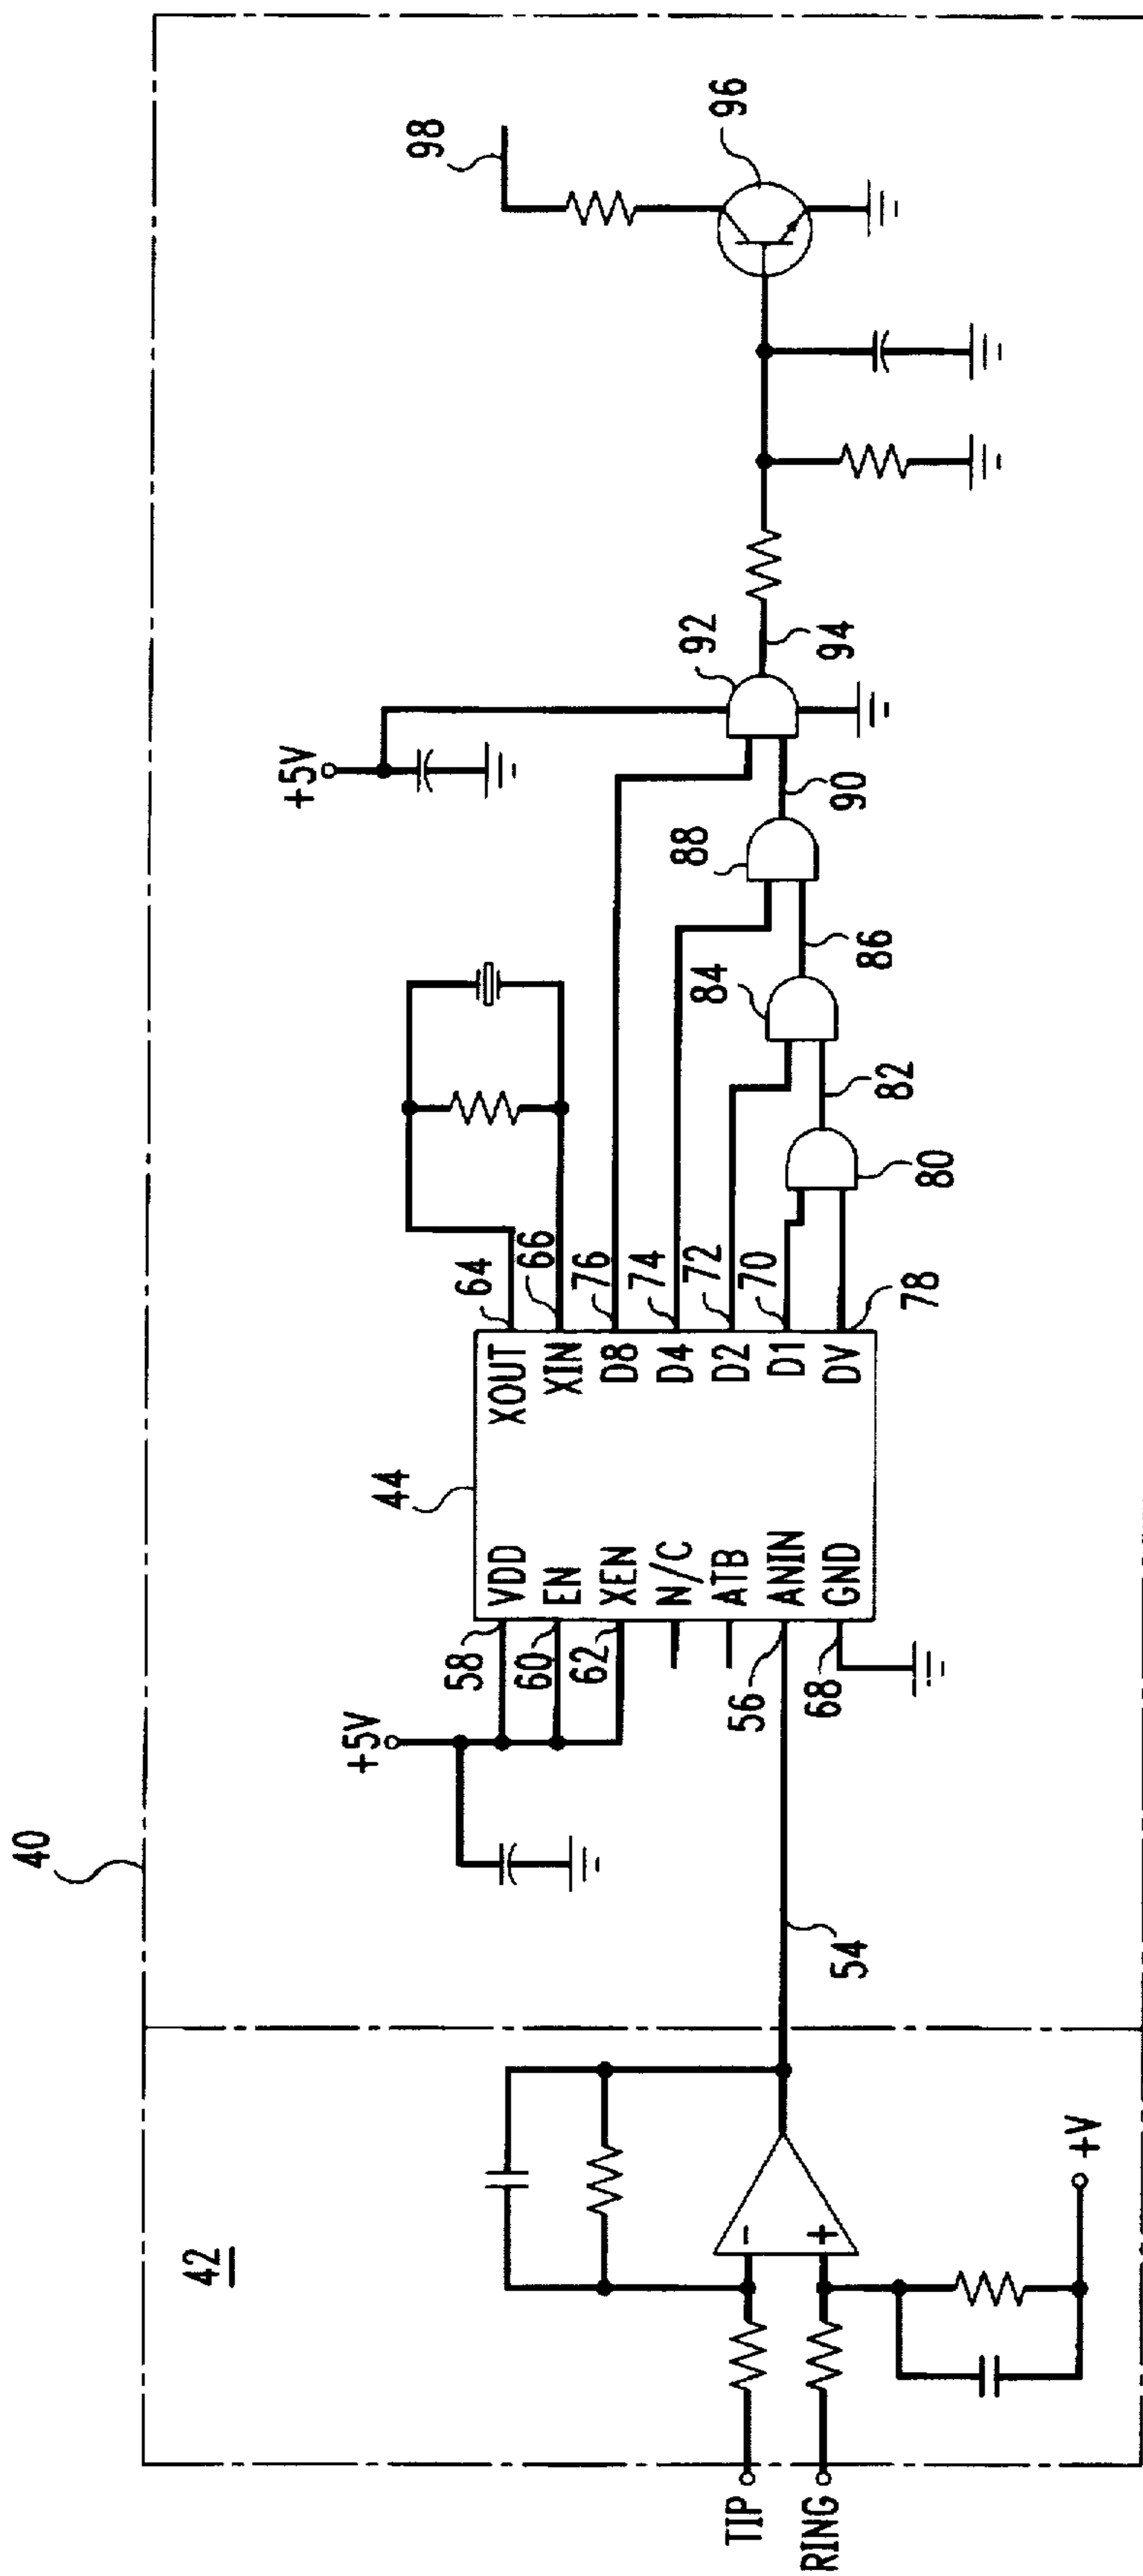 40
42
TIP
RING
+V
54
+5V
58
60
62
56
68
44
VDD
EN
XEN
N/C
ATB
ANIN
GND
XOUT
XIN
D8
D4
D2
D1
DV
64
66
76
74
72
70
78
80
82
84
86
88
90
+5V
92
94
96
98